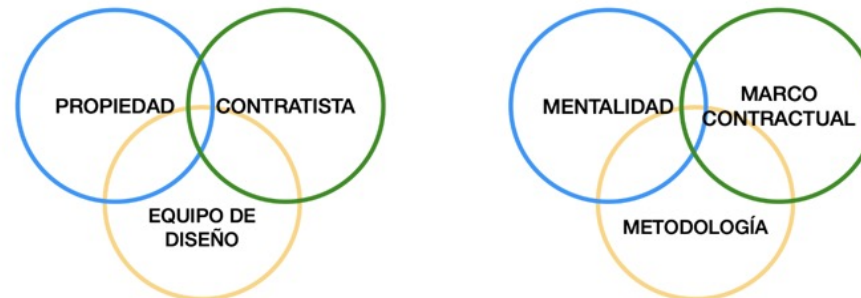 PROPIEDAD
CONTRATISTA
EQUIPO DE
DISEÑO
MENTALIDAD
MARCO
CONTRACTUAL
METODOLOGÍA